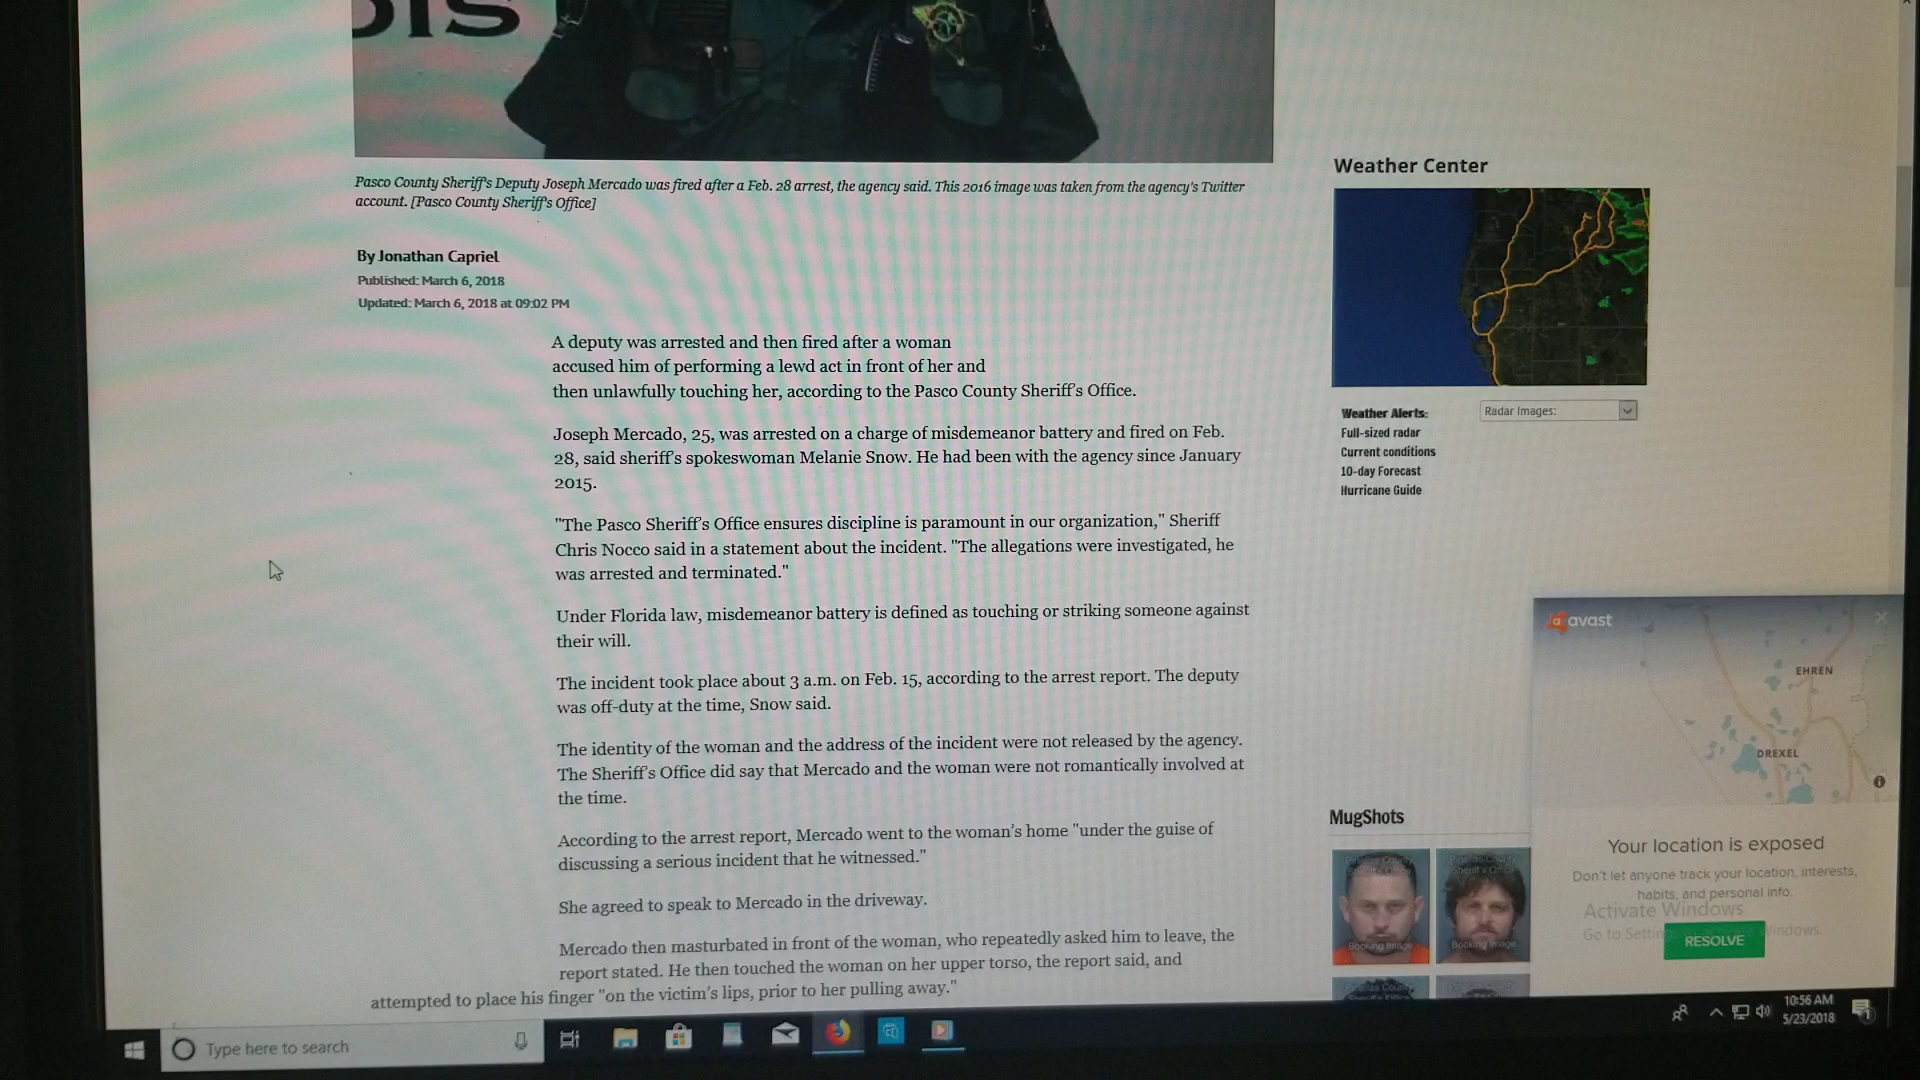 Pasco County Sheriff's Deputy Joseph Mercado was fired after a Feb. 28 arrest, the agency said. This 2016 image was taken from the agency's Twitter
account. [Pasco County Sheriff's Office]
By Jonathan Capriel
Published: March 6, 2018
Updated: March 6, 2018 at 09:02 PM
A deputy was arrested and then fired after a woman
accused him of performing a lewd act in front of her and
then unlawfully touching her, according to the Pasco County Sheriff's Office.
Joseph Mercado, 25, was arrested on a charge of misdemeanor battery and fired on Feb.
28, said sheriff's spokeswoman Melanie Snow. He had been with the agency since January
2015.
"The Pasco Sheriff's Office ensures discipline is paramount in our organization," Sheriff
Chris Nocco said in a statement about the incident. "The allegations were investigated, he
was arrested and terminated."
Under Florida law, misdemeanor battery is defined as touching or striking someone against
their will.
The incident took place about 3 a.m. on Feb. 15, according to the arrest report. The deputy
was off-duty at the time, Snow said.
The identity of the woman and the address of the incident were not released by the agency.
The Sheriff's Office did say that Mercado and the woman were not romantically involved at
the time.
According to the arrest report, Mercado went to the woman's home "under the guise of
discussing a serious incident that he witnessed."
She agreed to speak to Mercado in the driveway.
Mercado then masturbated in front of the woman, who repeatedly asked him to leave, the
report stated. He then touched the woman on her upper torso, the report said, and
attempted to place his finger "on the victim's lips, prior to her pulling away."
Weather Center
Weather Alerts:
Radar Images:
Full-sized radar
Current conditions
10-day Forecast
Hurricane Guide
MugShots
Booking Image
Booking Image
avast
EHREN
DREXEL
Your location is exposed
Don't let anyone track your location, interests,
habits, and personal info.
Activate Windows
Go to Settings
Windows.
RESOLVE
Type here to search
10:56 AM
5/23/2018
1